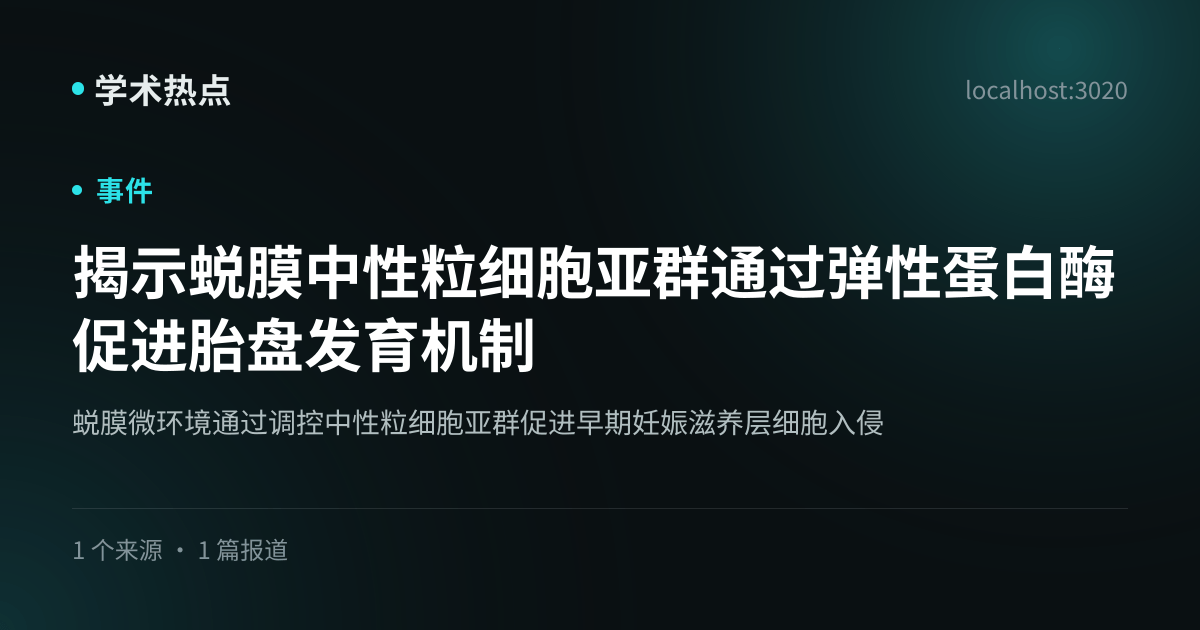 学术热点
localhost:3020
事件
揭示蜕膜中性粒细胞亚群通过弹性蛋白酶
促进胎盘发育机制
蜕膜微环境通过调控中性粒细胞亚群促进早期妊娠滋养层细胞入侵
1 个来源 · 1 篇报道